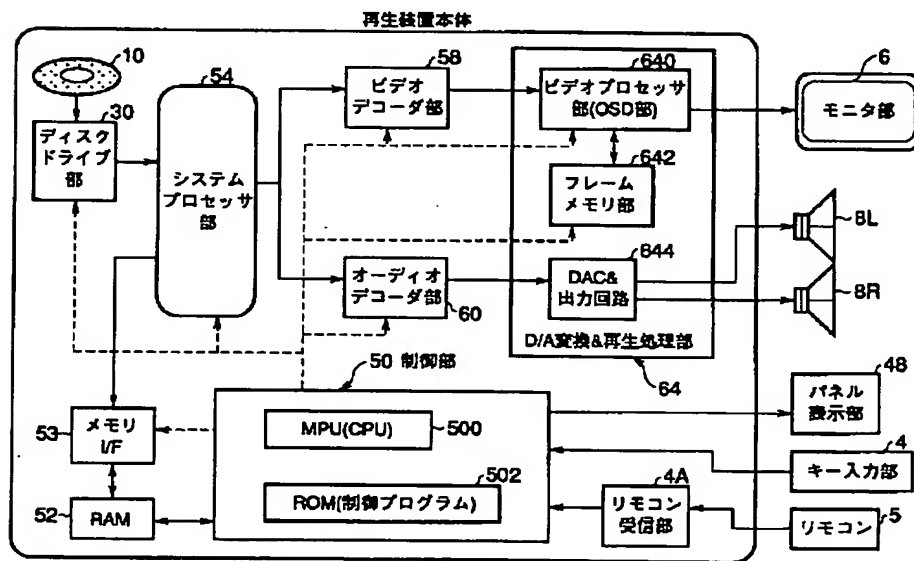 再生装置本体
10
54
58
640
6
ビデオ
デコーダ部
ビデオプロセッサ
部(OSD部)
モニタ部
30
ディスク
ドライブ
部
システム
プロセッサ
部
642
フレーム
メモリ部
8L
644
オーディオ
デコーダ部
60
DAC&
出力回路
8R
D/A変換&再生処理部
64
50 制御部
48
パネル
表示部
53
メモリ
I/F
MPU(CPU)
500
4
キー入力部
502
ROM(制御プログラム)
4A
リモコン
受信部
52
RAM
5
リモコン